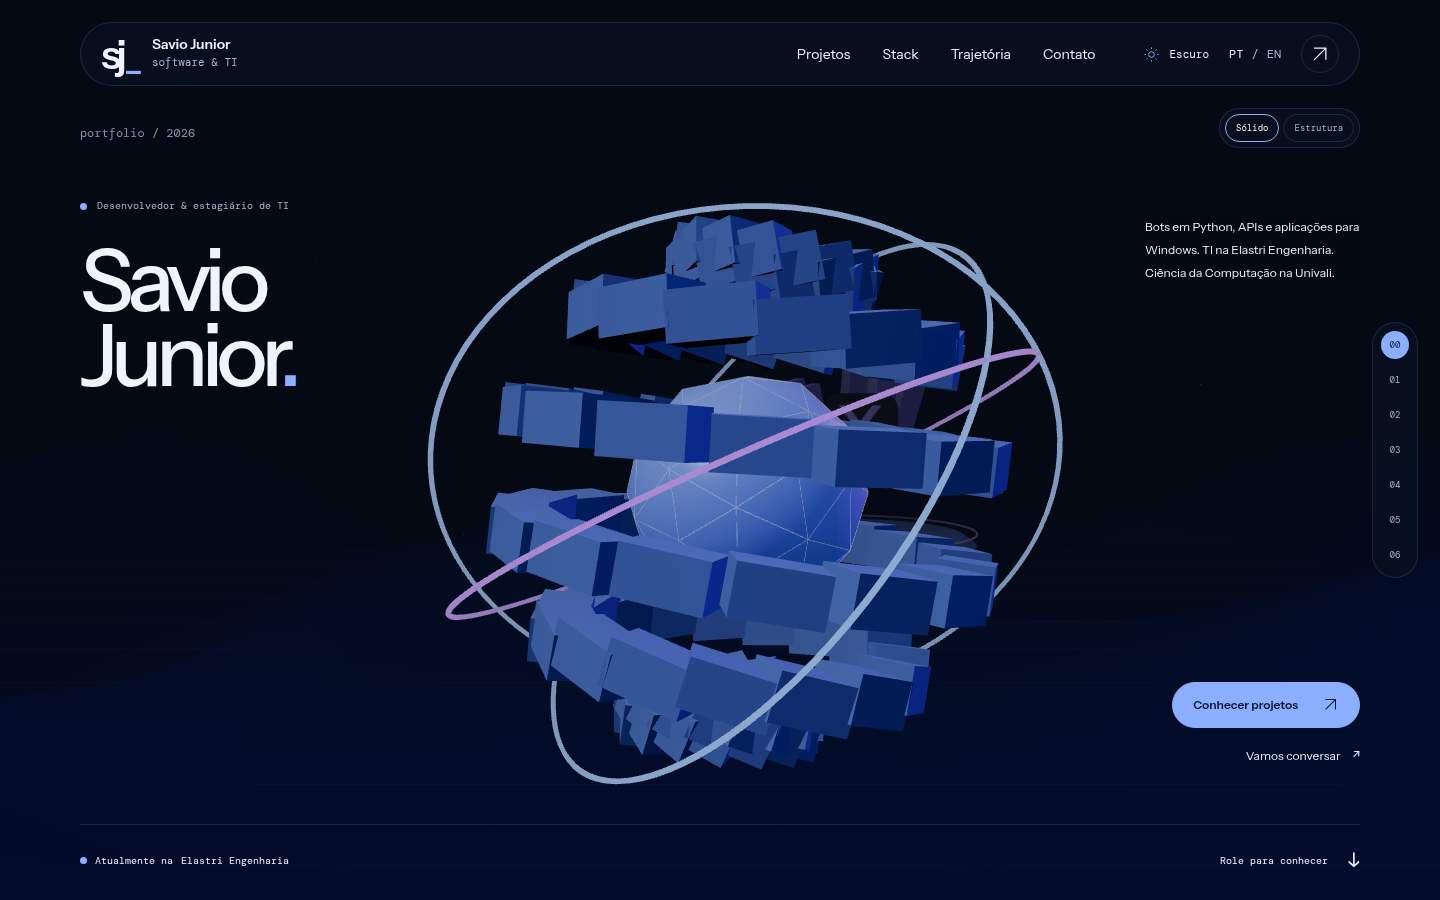 sj_
Savio Junior
software & TI
Projetos
Stack
Trajetória
Contato
Escuro
PT / EN
portfolio / 2026
Sólido
Estrutura
Desenvolvedor & estagiário de TI
Savio
Junior.
Bots em Python, APIs e aplicações para
Windows. TI na Elastri Engenharia.
Ciência da Computação na Univali.
00
01
02
03
04
05
06
Conhecer projetos
Vamos conversar
Atualmente na Elastri Engenharia
Role para conhecer